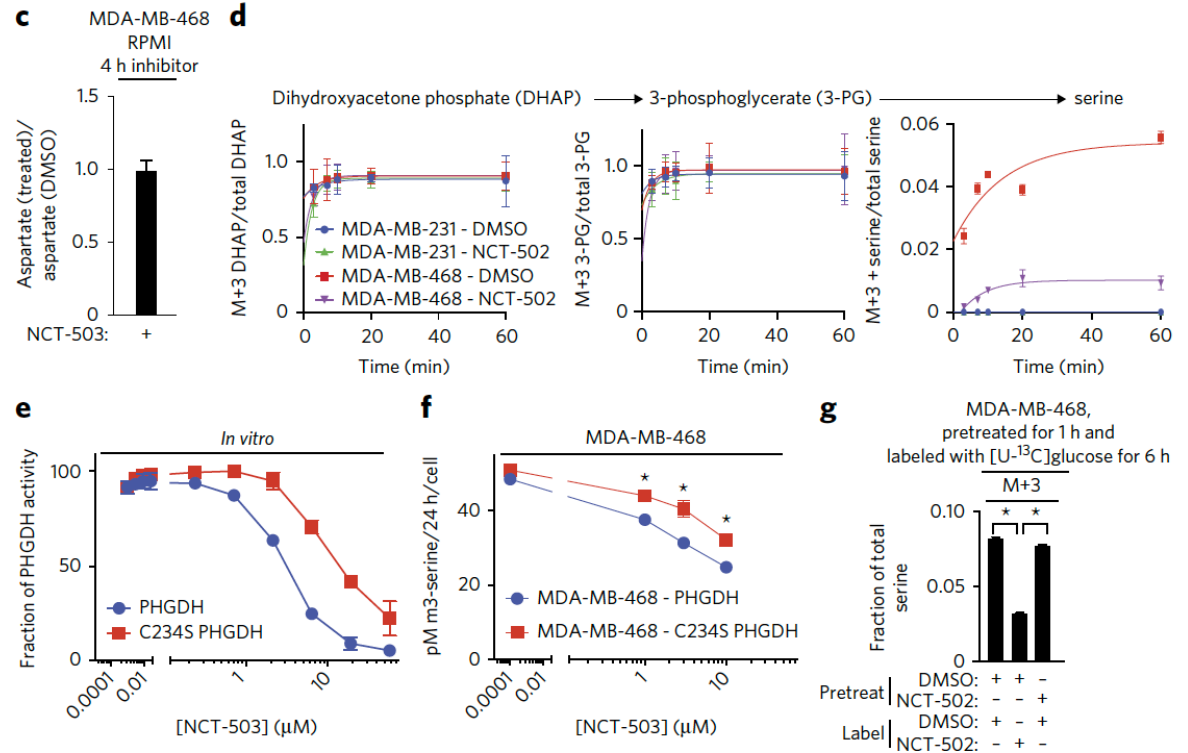 c
MDA-MB-468
RPMI
4 h inhibitor
Aspartate (treated)/
aspartate (DMSO)
1.5
1.0
0.5
0
NCT-503: +
d
Dihydroxyacetone phosphate (DHAP) → 3-phosphoglycerate (3-PG) → serine
M+3 DHAP/total DHAP
1.0
0.5
0
MDA-MB-231 - DMSO
MDA-MB-231 - NCT-502
MDA-MB-468 - DMSO
MDA-MB-468 - NCT-502
0 20 40 60
Time (min)
M+3 3-PG/total 3-PG
1.0
0.5
0
0 20 40 60
Time (min)
M+3 + serine/total serine
0.06
0.04
0.02
0
0 20 40 60
Time (min)
e
In vitro
Fraction of PHGDH activity
100
50
0
PHGDH
C234S PHGDH
0.0001 0.01 1 10
[NCT-503] (μM)
f
MDA-MB-468
pM m3-serine/24 h/cell
40
20
0
* * *
MDA-MB-468 - PHGDH
MDA-MB-468 - C234S PHGDH
0.0001 0.01 1 10
[NCT-503] (μM)
g
MDA-MB-468,
pretreated for 1 h and
labeled with [U-¹³C]glucose for 6 h
M+3
* *
Fraction of total
serine
0.10
0.05
0
Pretreat
DMSO: + + –
NCT-502: – – +
Label
DMSO: + – +
NCT-502: – + –